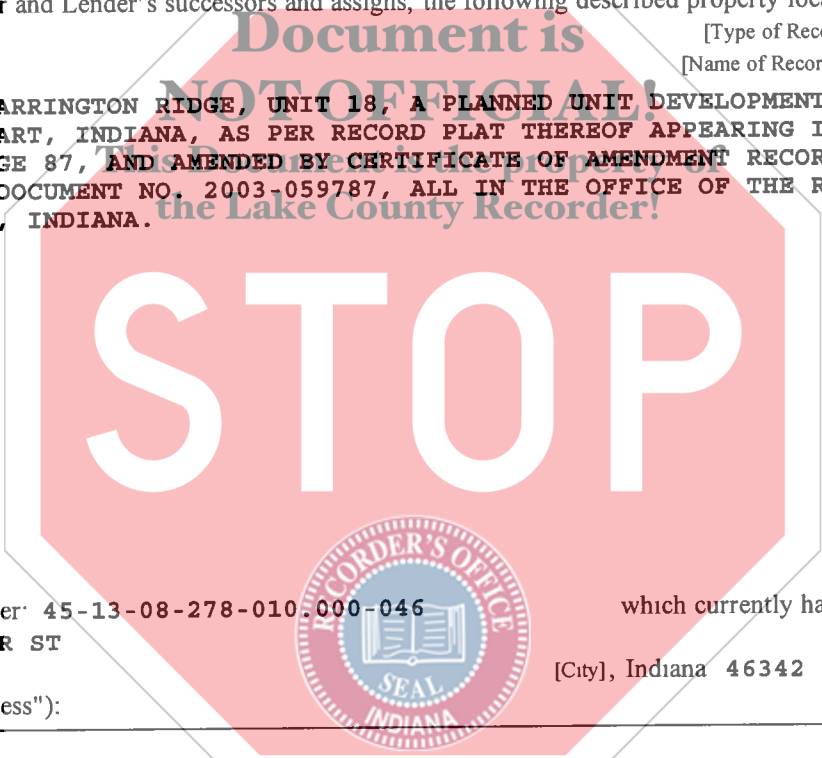 r and Lender's successors and assigns, the following described property loca
Document is
[Type of Reco
[Name of Recor
NOT OFFICIAL!
ARRINGTON RIDGE, UNIT 18, A PLANNED UNIT DEVELOPMENT
ART, INDIANA, AS PER RECORD PLAT THEREOF APPEARING I
This Document is the property of
GE 87, AND AMENDED BY CERTIFICATE OF AMENDMENT RECOR
DOCUMENT NO. 2003-059787, ALL IN THE OFFICE OF THE R
the Lake County Recorder!
, INDIANA.
STOP
RECORDER'S OFFICE
er· 45-13-08-278-010.000-046 which currently ha
R ST
[City], Indiana 46342
SEAL
ess"):
INDIANA